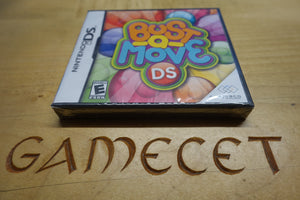 NINTENDO DS
BUST
-A-
MOVE
DS
E
GAMECET